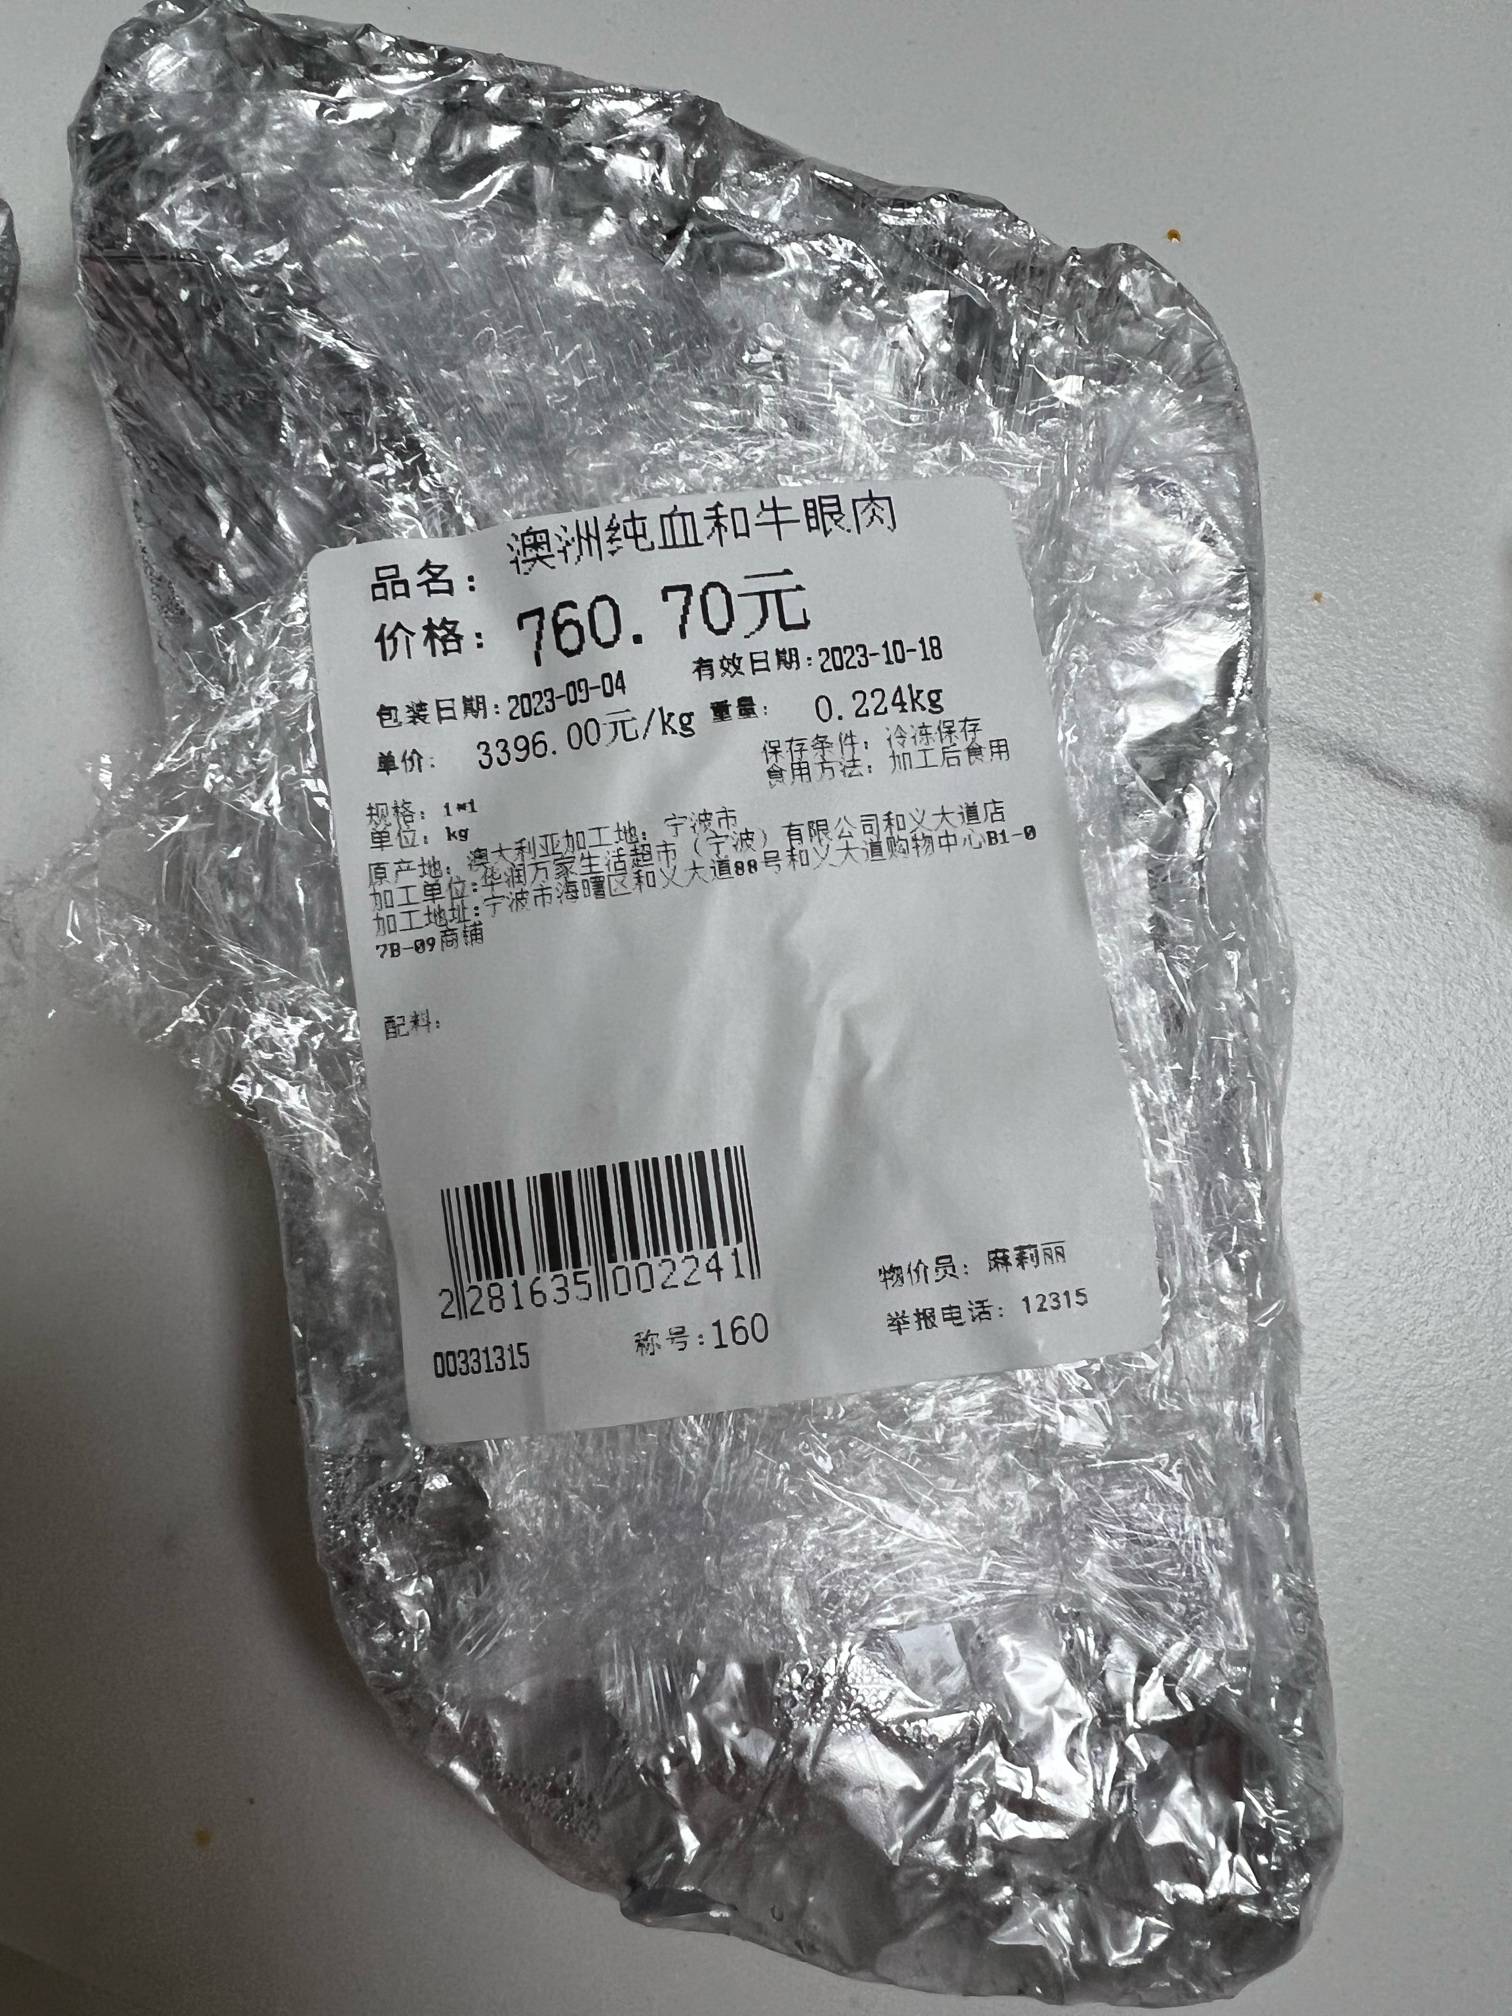 品名: 澳洲纯血和牛眼肉
价格: 760.70元
包装日期:2023-09-04 有效日期:2023-10-18
单价: 3396.00元/kg 重量: 0.224kg
保存条件: 冷冻保存
食用方法: 加工后食用
规格: 1*1
单位: kg
原产地: 澳大利亚加工地: 宁波市
加工单位:华润万家生活超市（宁波）有限公司和义大道店
加工地址:宁波市海曙区和义大道88号和义大道购物中心B1-0
7B-09商铺
配料:
2 281635 002241
00331315 称号:160
物价员: 麻莉丽
举报电话: 12315